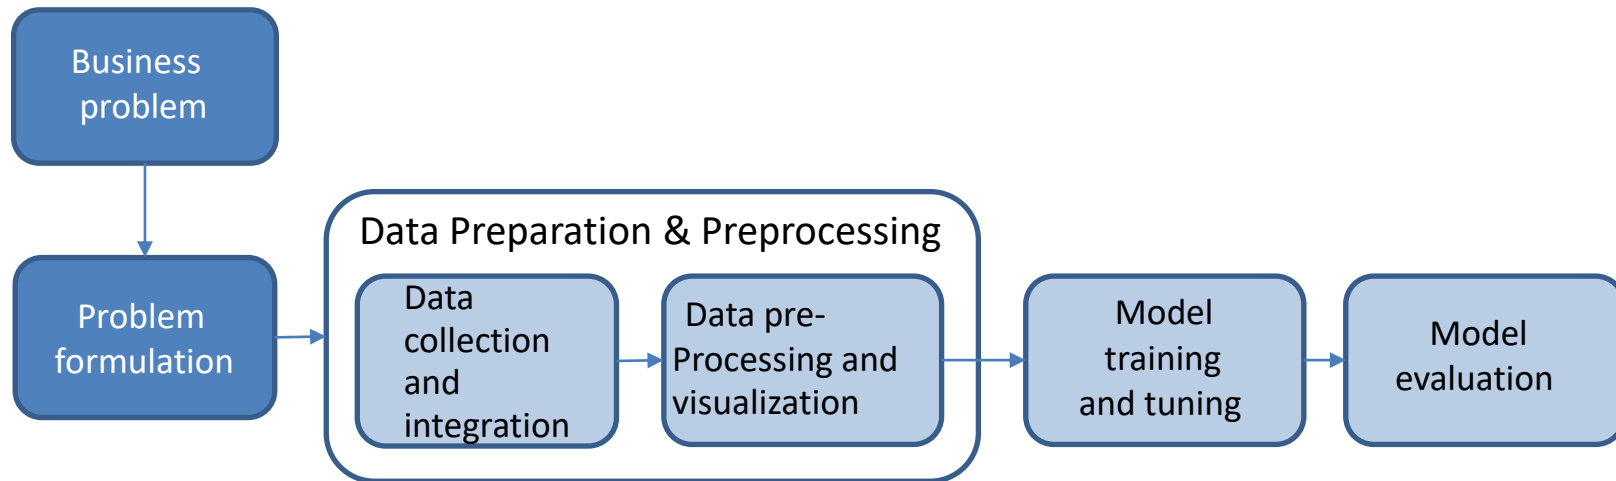 Business
problem
Problem
formulation
Data Preparation & Preprocessing
Data
collection
and
integration
Data pre-
Processing and
visualization
Model
training
and tuning
Model
evaluation